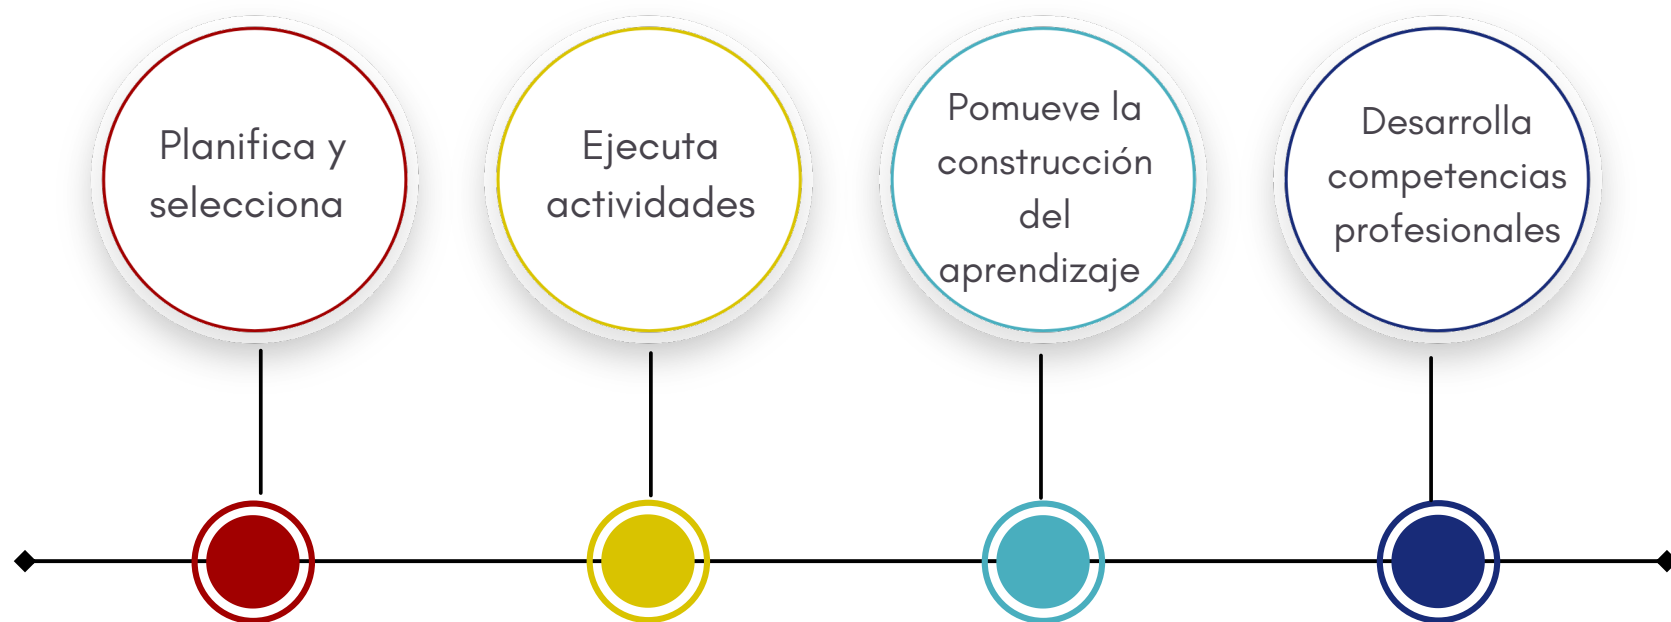 Planifica y
selecciona
Ejecuta
actividades
Pomueve la
construcción
del
aprendizaje
Desarrolla
competencias
profesionales